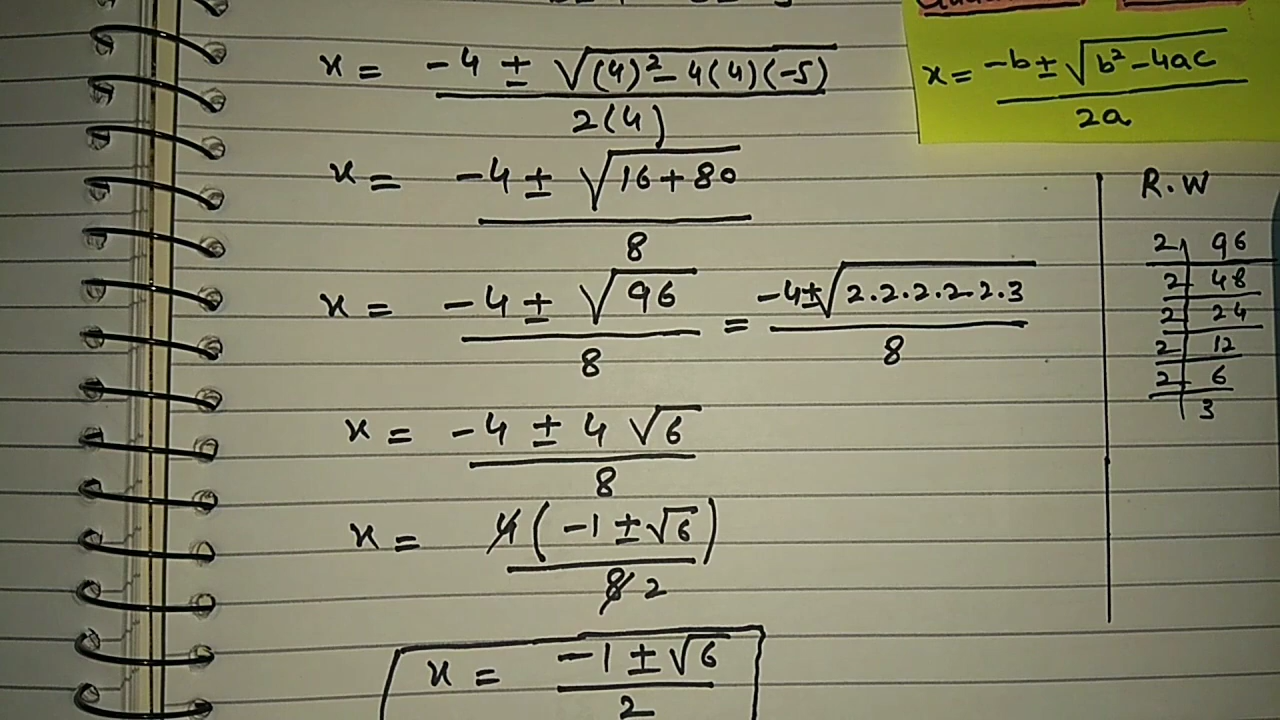 x = -4 ± √(4)² - 4(4)(-5)
2(4)
x = -4 ± √16 + 80
8
x = -4 ± √96 = -4 ± √2.2.2.2.2.3
8 8
x = -4 ± 4 √6
8
x = 4 ( -1 ± √6 )
8 2
x = -1 ± √6
2
x = -b ± √b² - 4ac
2a
R.W
2 96
2 48
2 24
2 12
2 6
3